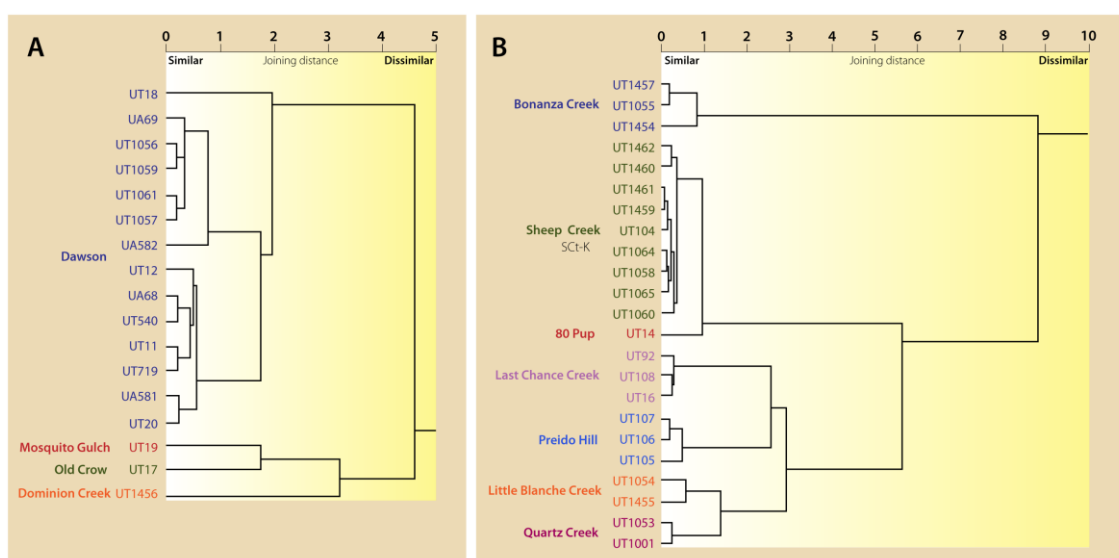 A
0 1 2 3 4 5
Similar Joining distance Dissimilar
UT18
UA69
UT1056
UT1059
UT1061
UT1057
UA582
Dawson
UT12
UA68
UT540
UT11
UT719
UA581
UT20
Mosquito Gulch UT19
Old Crow UT17
Dominion Creek UT1456
B
0 1 2 3 4 5 6 7 8 9 10
Similar Joining distance Dissimilar
UT1457
Bonanza Creek UT1055
UT1454
UT1462
UT1460
UT1461
UT1459
Sheep Creek UT104
SCt-K
UT1064
UT1058
UT1065
UT1060
80 Pup UT14
UT92
Last Chance Creek UT108
UT16
UT107
Preido Hill UT106
UT105
UT1054
Little Blanche Creek
UT1455
UT1053
Quartz Creek
UT1001